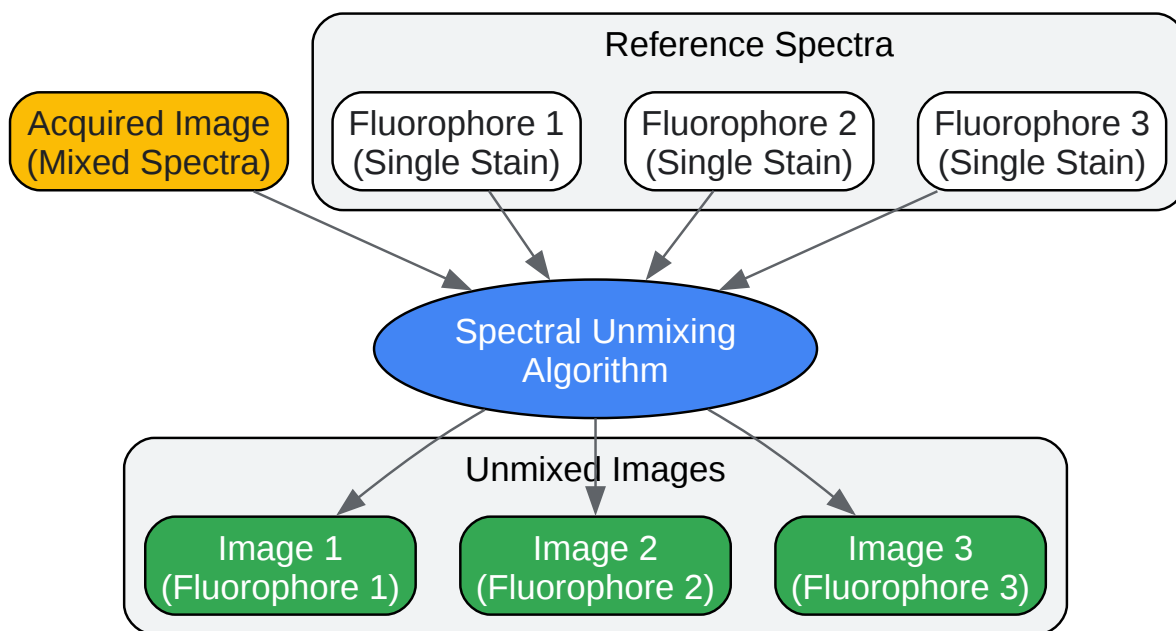 Reference Spectra
Acquired Image
(Mixed Spectra)
Fluorophore 1
(Single Stain)
Fluorophore 2
(Single Stain)
Fluorophore 3
(Single Stain)
Spectral Unmixing
Algorithm
Unmixed Images
Image 1
(Fluorophore 1)
Image 2
(Fluorophore 2)
Image 3
(Fluorophore 3)